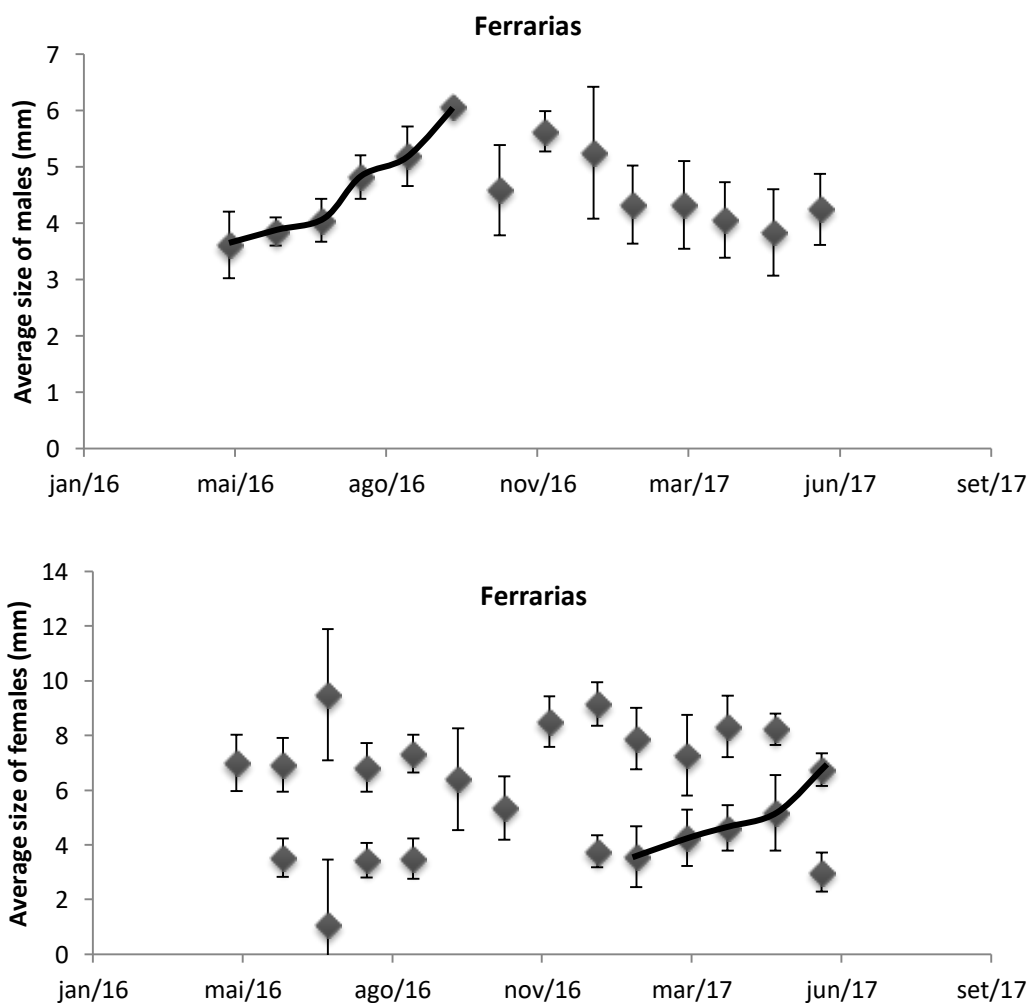 Ferrarias
Average size of males (mm)
7
6
5
4
3
2
1
0
jan/16 mai/16 ago/16 nov/16 mar/17 jun/17 set/17
Ferrarias
Average size of females (mm)
14
12
10
8
6
4
2
0
jan/16 mai/16 ago/16 nov/16 mar/17 jun/17 set/17